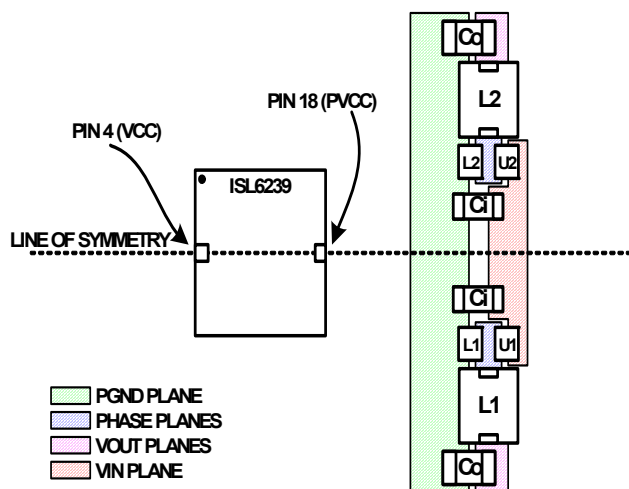 Co
L2
PIN 18 (PVCC)
PIN 4 (VCC)
L2
U2
ISL6239
Ci
LINE OF SYMMETRY
Ci
L1
U1
L1
PGND PLANE
PHASE PLANES
VOUT PLANES
VIN PLANE
Co